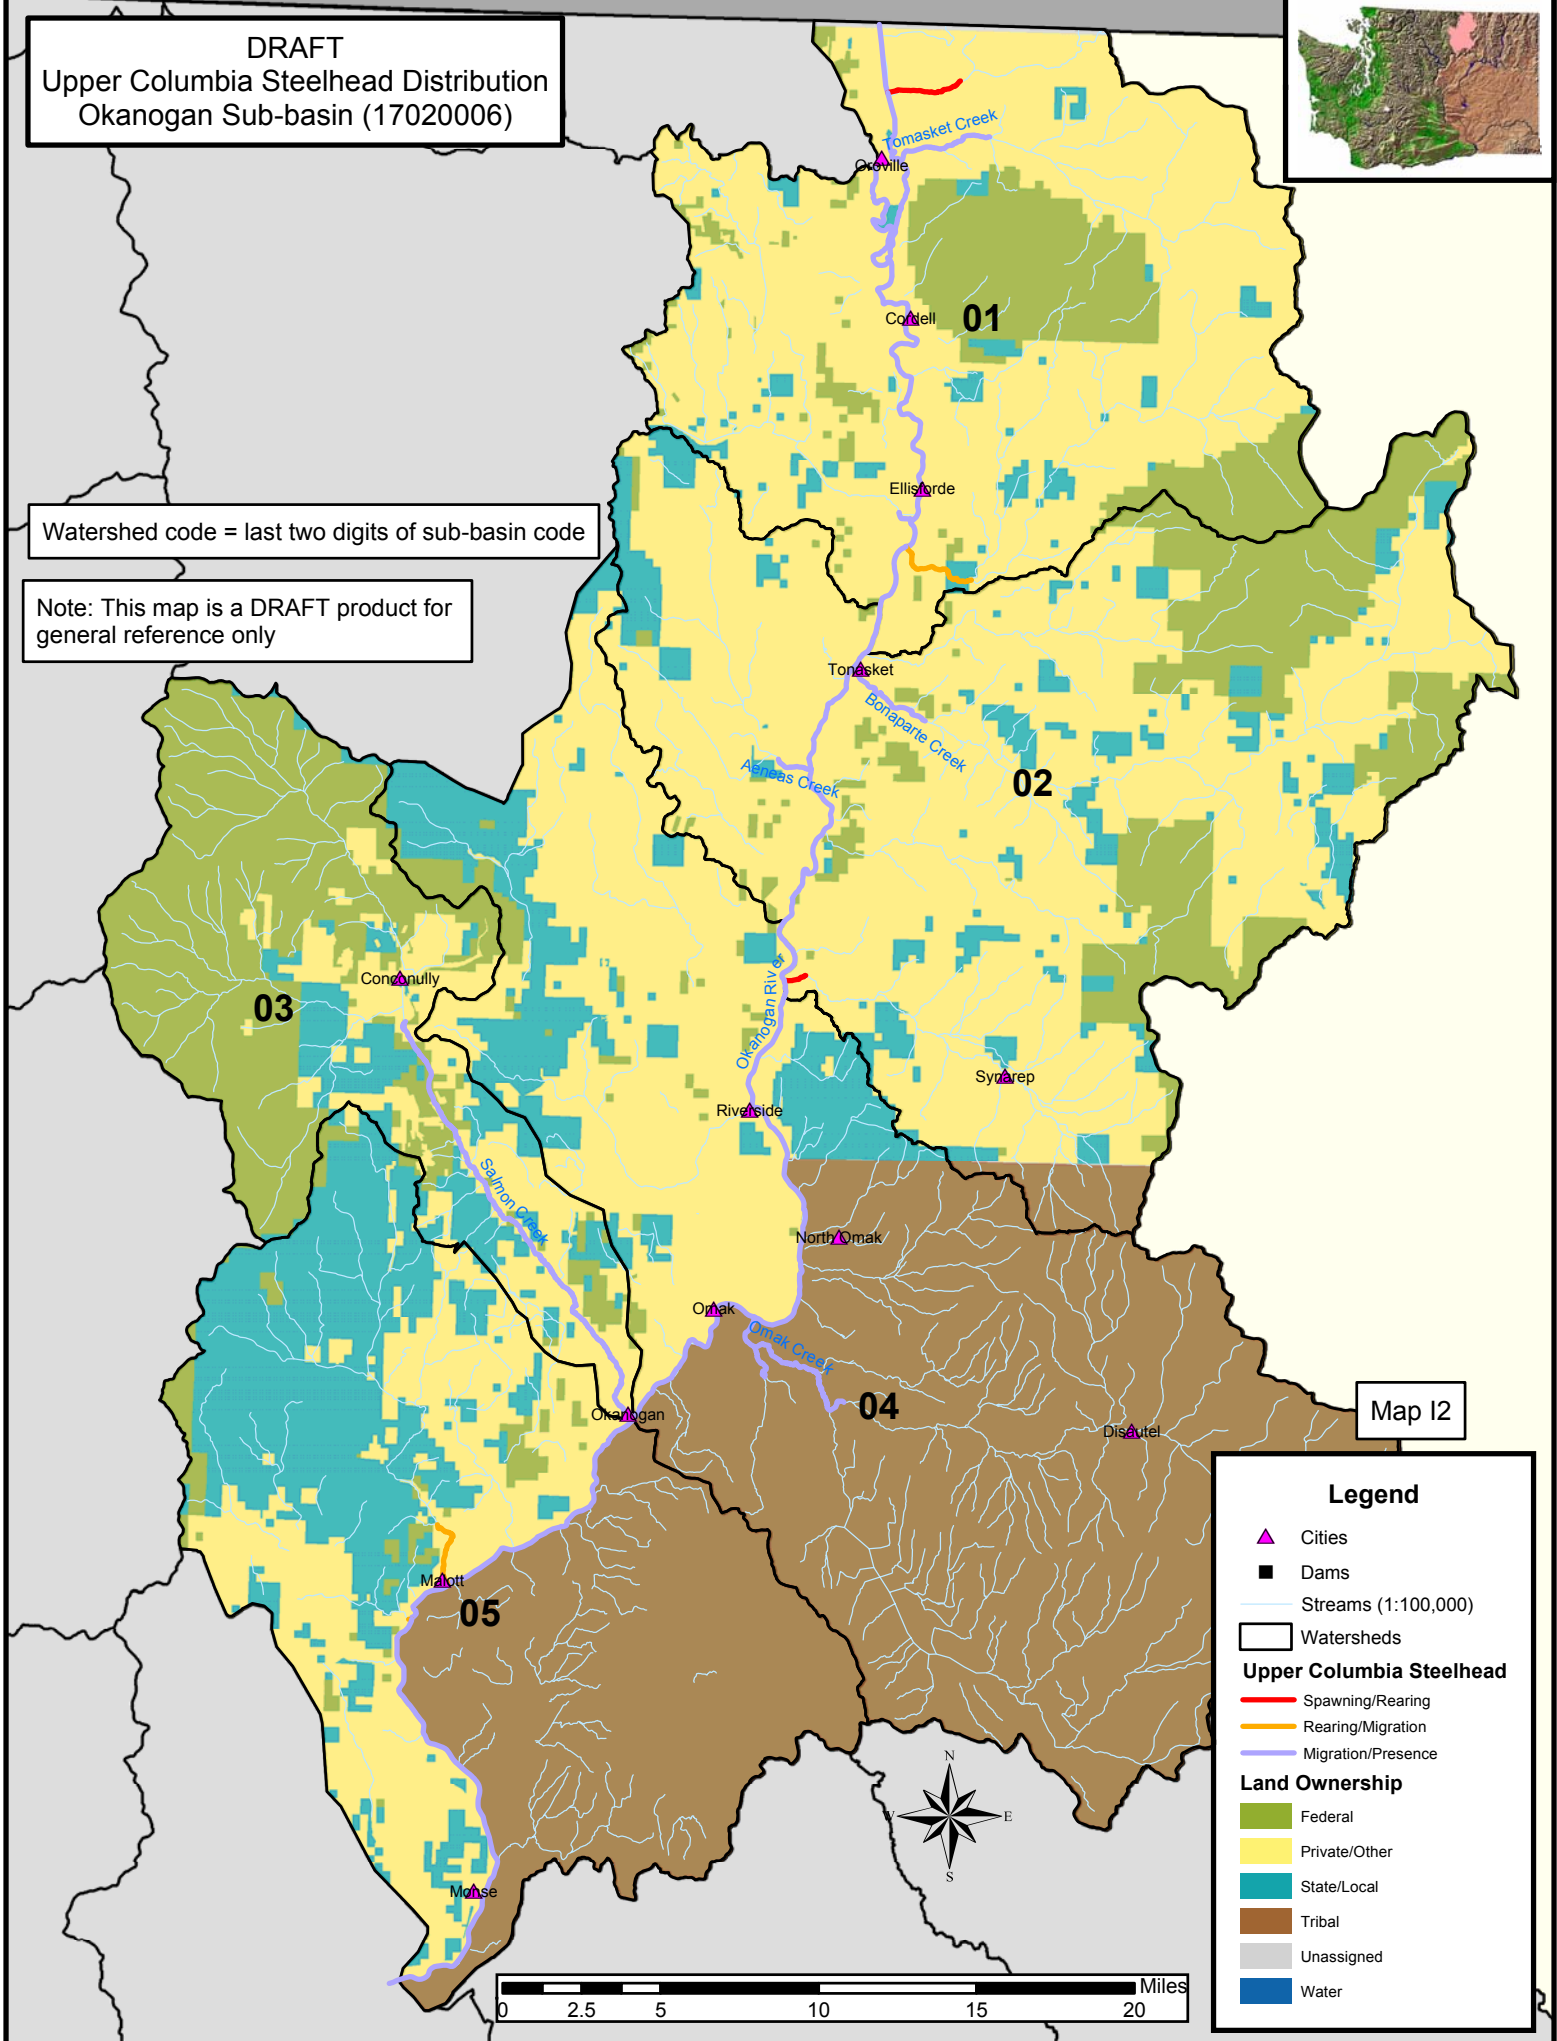 DRAFT
Upper Columbia Steelhead Distribution
Okanogan Sub-basin (17020006)
Tomasket Creek
Oroville
Cordell
01
Ellisforde
Watershed code = last two digits of sub-basin code
Note: This map is a DRAFT product for
general reference only
Tonasket
Bonaparte Creek
Aeneas Creek
02
Conconully
03
Okanogan River
Synarep
Riverside
Salmon Creek
North Omak
Omak
Omak Creek
04
Okanogan
Disautel
Map I2
Malott
05
Monse
N
W
E
S
Miles
0
2.5
5
10
15
20
Legend
Cities
Dams
Streams (1:100,000)
Watersheds
Upper Columbia Steelhead
Spawning/Rearing
Rearing/Migration
Migration/Presence
Land Ownership
Federal
Private/Other
State/Local
Tribal
Unassigned
Water